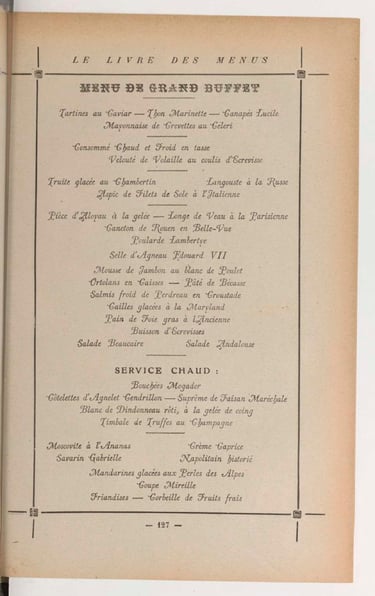 LE LIVRE DES MENUS
MENU DE GRAND BUFFET
Tartines au Caviar — Thon Marinette — Canapés Lucile
Mayonnaise de Crevettes au Céleri
Consommé Chaud et Froid en tasse
Velouté de Volaille au coulis d'Ecrevisse
Truite glacée au Chambertin Langouste à la Russe
Aspic de Filets de Sole à l'Italienne
Pièce d'Aloyau à la gelée — Longe de Veau à la Parisienne
Caneton de Rouen en Belle-Vue
Poularde Lambertye
Selle d'Agneau Edouard VII
Mousse de Jambon au blanc de Poulet
Ortolans en Caisses — Pâté de Bécasse
Salmis froid de Perdreau en Croustade
Cailles glacées à la Maryland
Pain de Foie gras à l'Ancienne
Buisson d'Ecrevisses
Salade Beaucaire Salade Andalouse
SERVICE CHAUD :
Bouchées Mogador
Côtelettes d'Agnelet Cendrillon — Suprême de Faisan Maréchale
Blanc de Dindonneau rôti, à la gelée de coing
Timbale de Truffes au Champagne
Moscovite à l'Ananas Crème Caprice
Savarin Gabrielle Napolitain historié
Mandarines glacées aux Perles des Alpes
Coupe Mireille
Friandises — Corbeille de Fruits frais
— 127 —